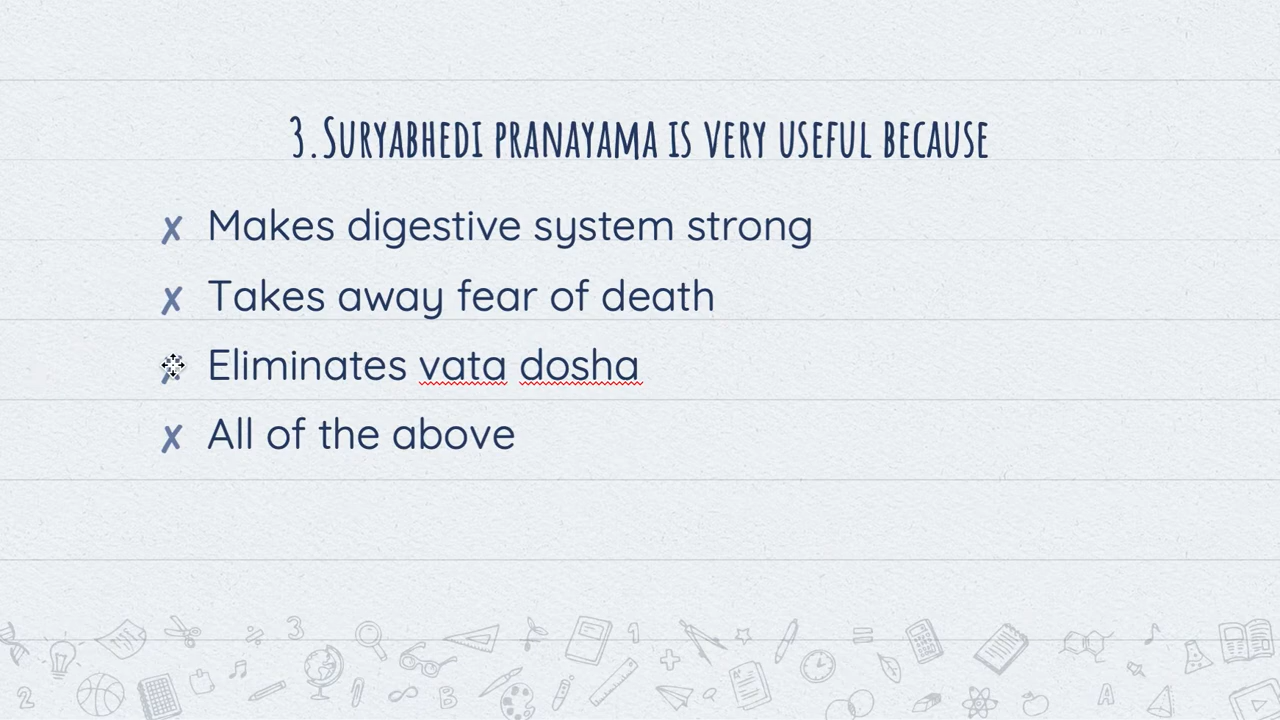 3.Suryabhedi pranayama is very useful because
✗ Makes digestive system strong
✗ Takes away fear of death
✗ Eliminates vata dosha
✗ All of the above